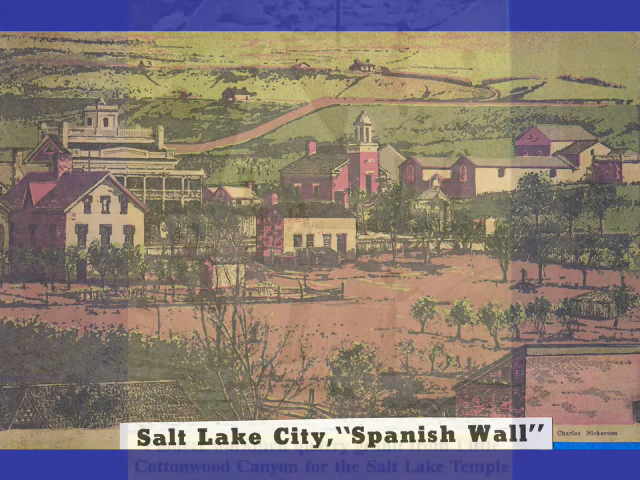 Salt Lake City,"Spanish Wall"
Charles Nickerson
Cottonwood Canyon for the Salt Lake Temple